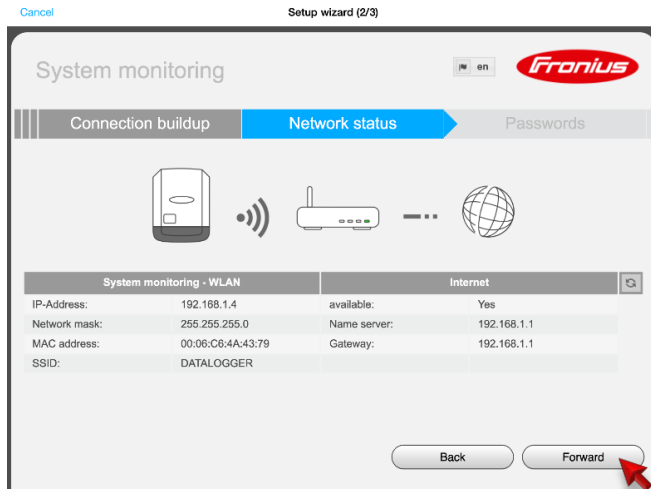 Cancel Setup wizard (2/3)
System monitoring en Fronius
Connection buildup Network status Passwords
System monitoring - WLAN Internet
IP-Address: 192.168.1.4 available: Yes
Network mask: 255.255.255.0 Name server: 192.168.1.1
MAC address: 00:06:C6:4A:43:79 Gateway: 192.168.1.1
SSID: DATALOGGER
Back Forward